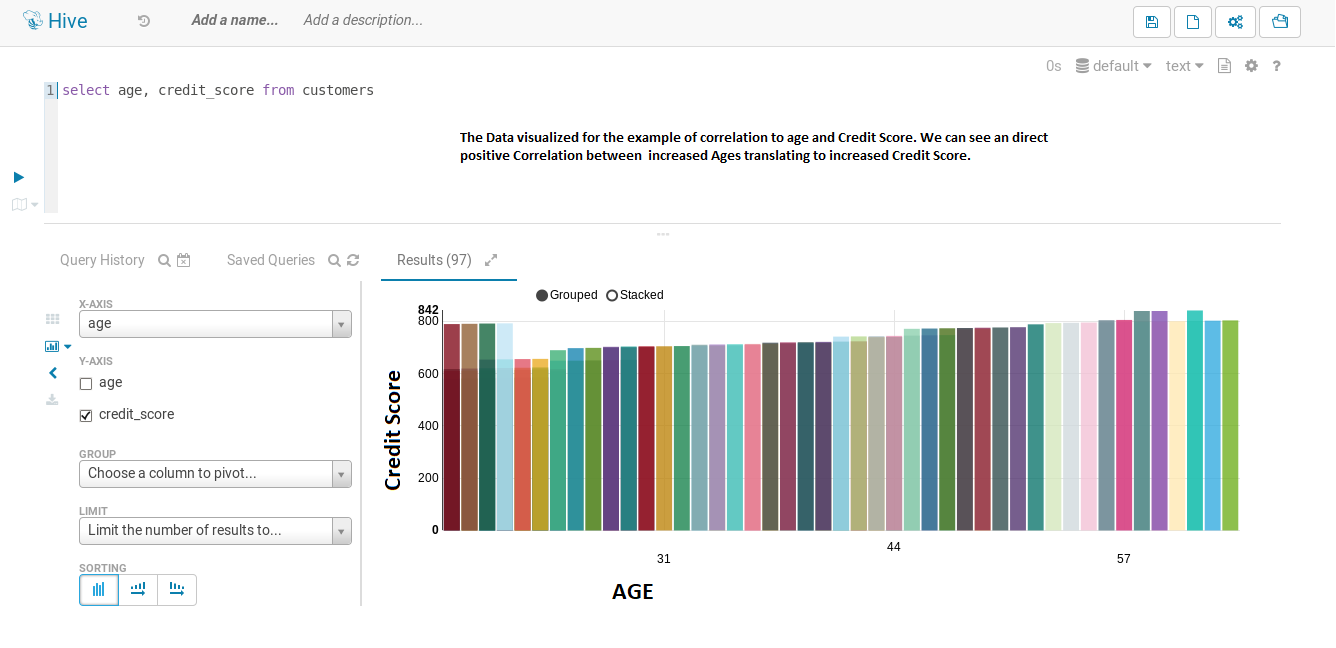 Hive
Add a name...
Add a description...
0s
default
text
?
1 select age, credit_score from customers
The Data visualized for the example of correlation to age and Credit Score. We can see an direct
positive Correlation between increased Ages translating to increased Credit Score.
Query History
Saved Queries
Results (97)
X-AXIS
age
Y-AXIS
age
credit_score
GROUP
Choose a column to pivot...
LIMIT
Limit the number of results to...
SORTING
Grouped
Stacked
842
800
600
400
200
0
Credit Score
31
44
57
AGE